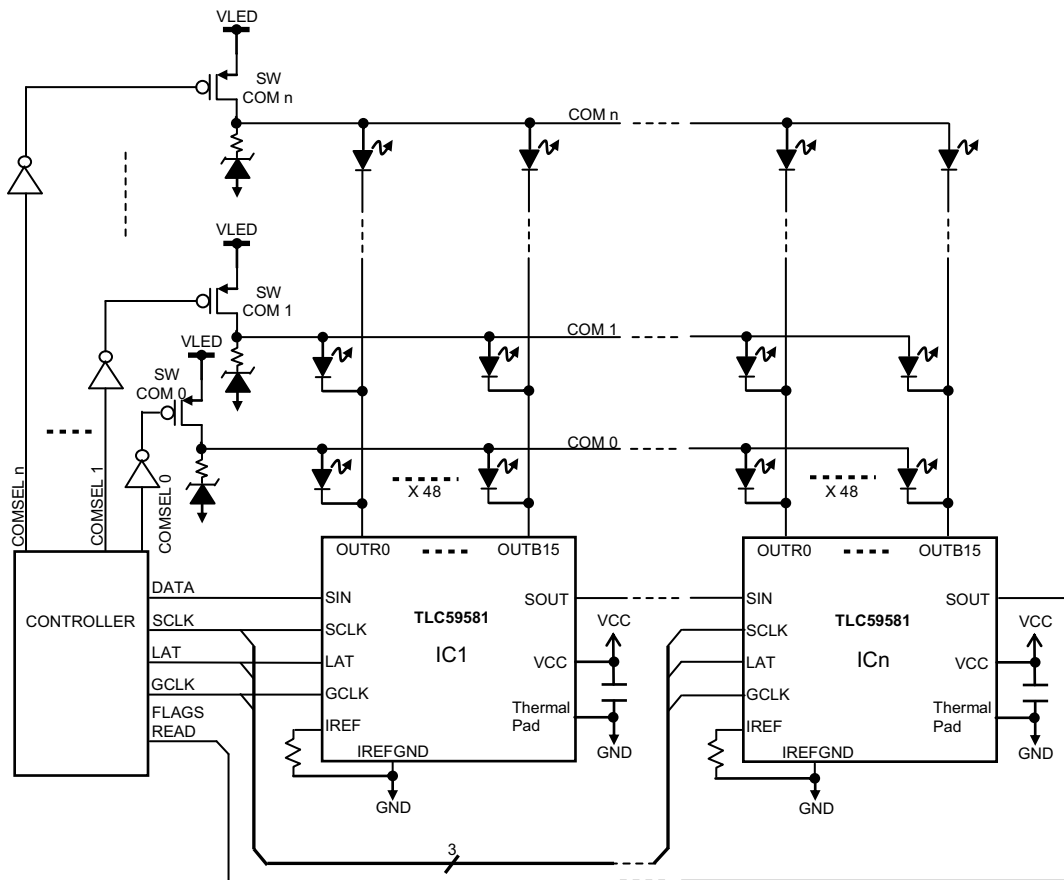 VLED
SW
COM n
COM n
VLED
SW
COM 1
COM 1
VLED
SW
COM 0
COM 0
X 48
X 48
COMSEL n
COMSEL 1
COMSEL 0
OUTR0
OUTB15
OUTR0
OUTB15
CONTROLLER
DATA
SCLK
LAT
GCLK
FLAGS
READ
SIN
SCLK
LAT
GCLK
IREF
IREFGND
TLC59581
IC1
SOUT
VCC
Thermal
Pad
VCC
GND
GND
SIN
SCLK
LAT
GCLK
IREF
IREFGND
TLC59581
ICn
SOUT
VCC
Thermal
Pad
VCC
GND
GND
3